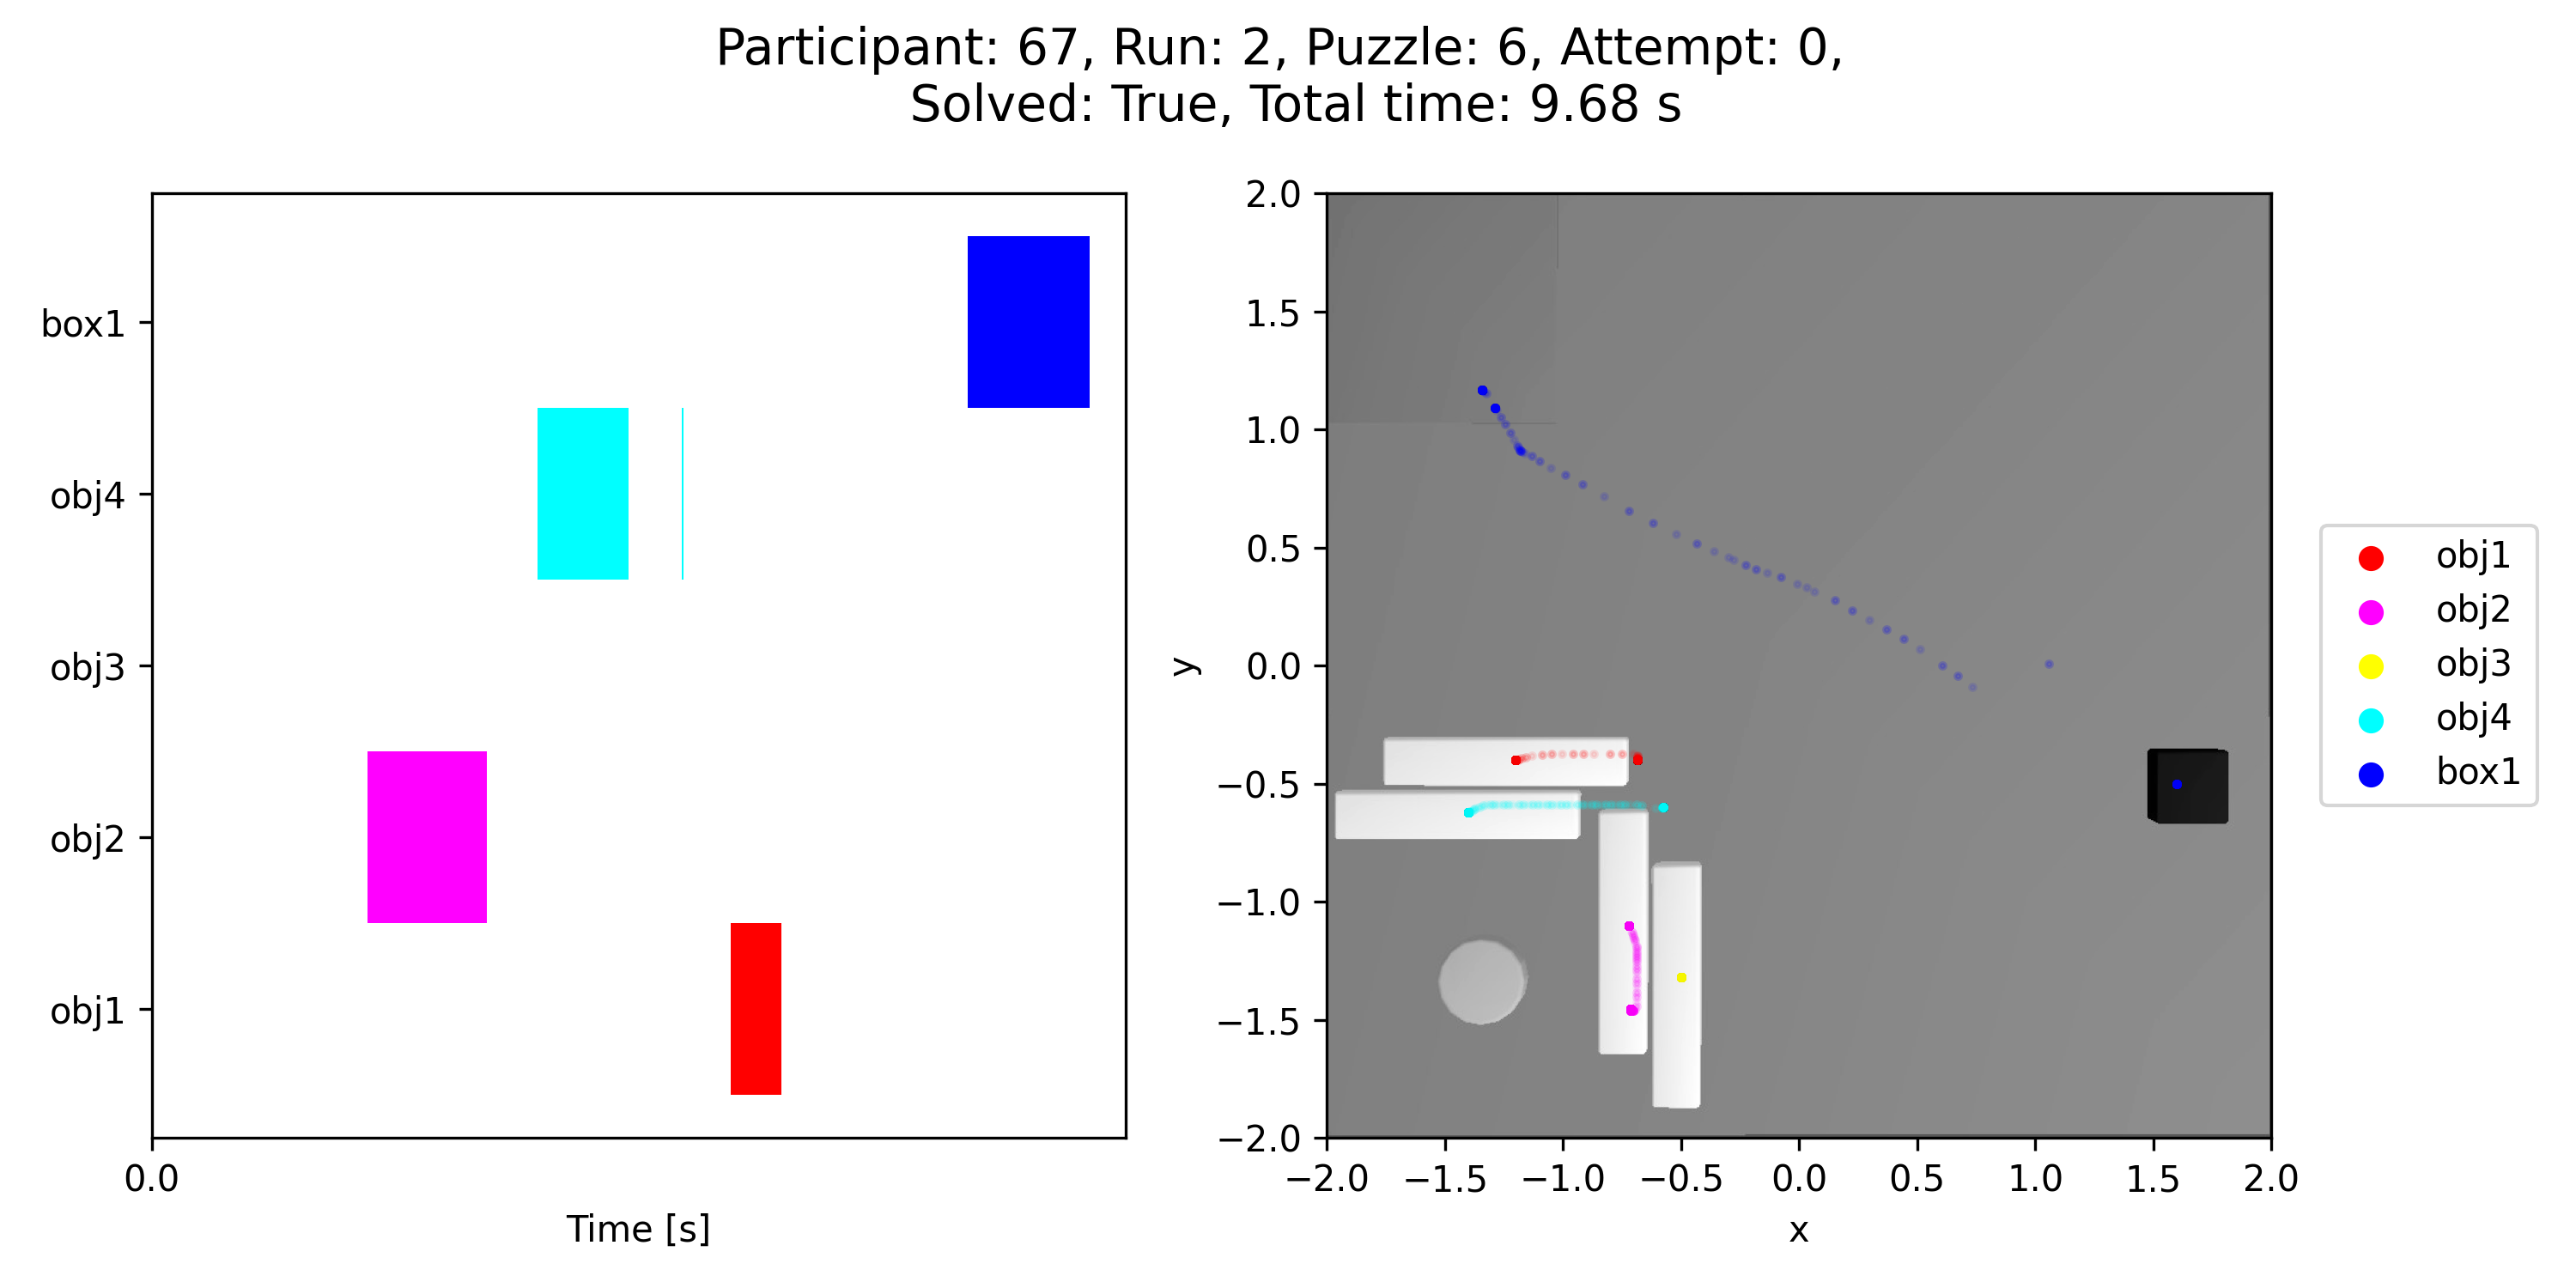 Participant: 67, Run: 2, Puzzle: 6, Attempt: 0,
Solved: True, Total time: 9.68 s
box1
obj4
obj3
obj2
obj1
0.0
Time [s]
2.0
1.5
1.0
0.5
0.0
−0.5
−1.0
−1.5
−2.0
y
−2.0 −1.5 −1.0 −0.5 0.0 0.5 1.0 1.5 2.0
x
obj1
obj2
obj3
obj4
box1